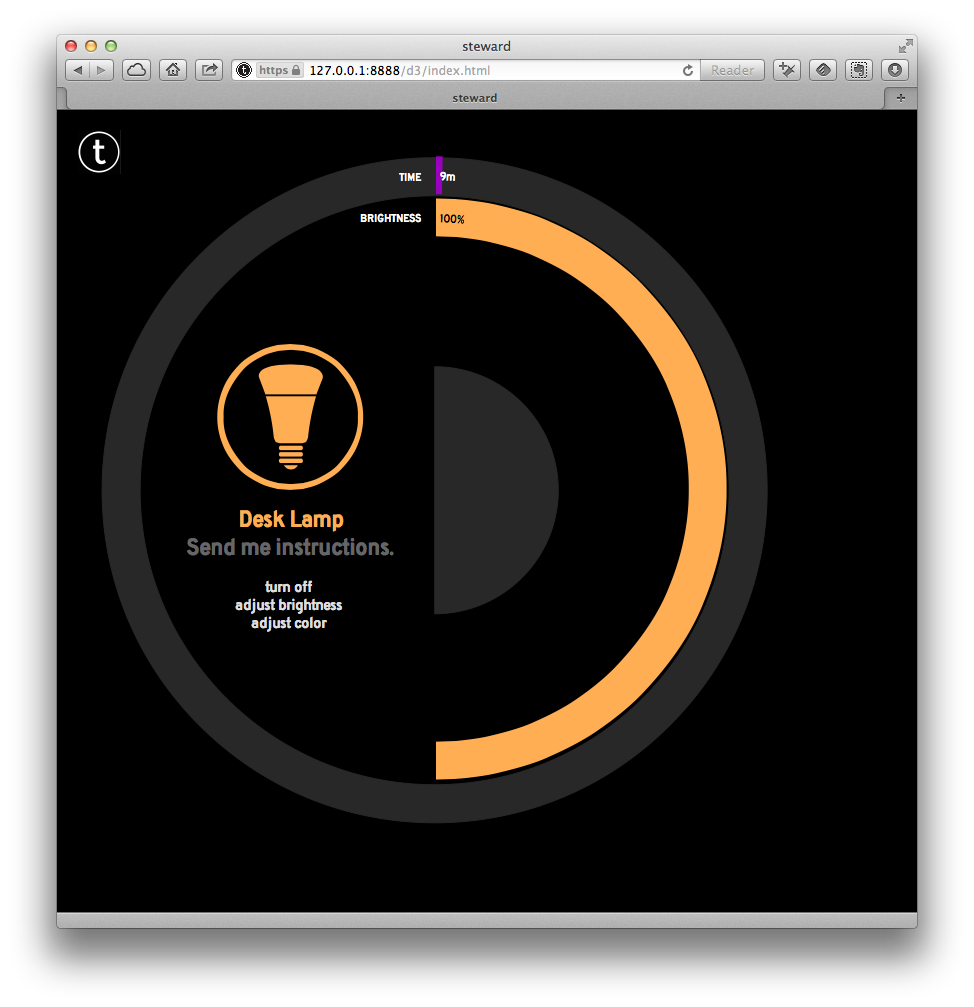 steward
https 127.0.0.1:8888/d3/index.html Reader
steward
t
TIME 9m
BRIGHTNESS 100%
Desk Lamp
Send me instructions.
turn off
adjust brightness
adjust color